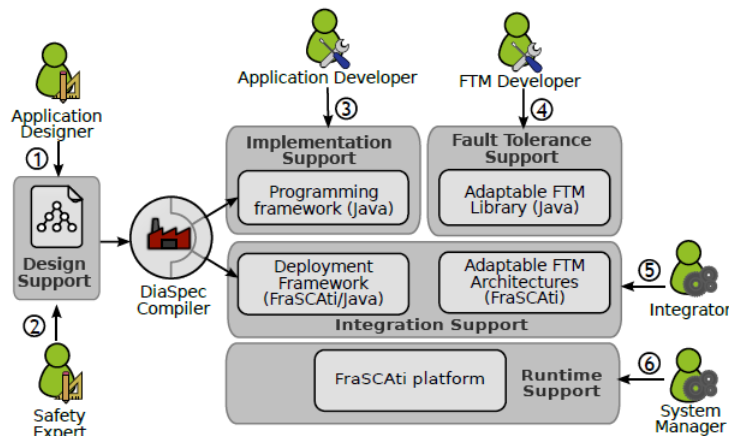 Application Developer
FTM Developer
Application
Designer
①
③
④
Implementation
Support
Programming
framework (Java)
Fault Tolerance
Support
Adaptable FTM
Library (Java)
Design
Support
DiaSpec
Compiler
Deployment
Framework
(FraSCAti/Java)
Adaptable FTM
Architectures
(FraSCAti)
Integration Support
⑤
Integrator
②
Safety
Expert
FraSCAti platform
Runtime
Support
⑥
System
Manager